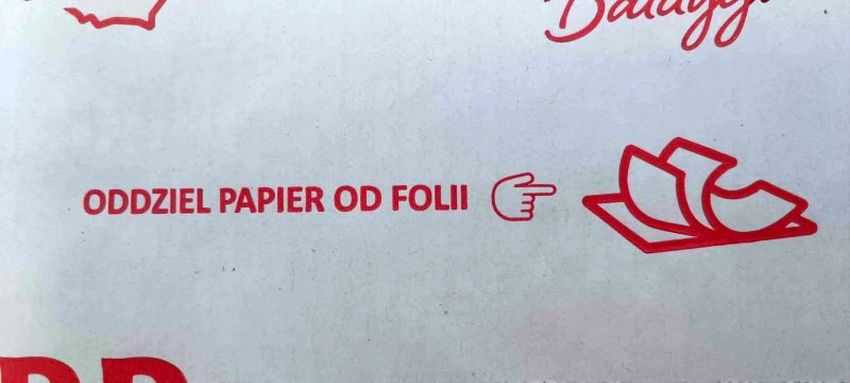 ODDZIEL PAPIER OD FOLII